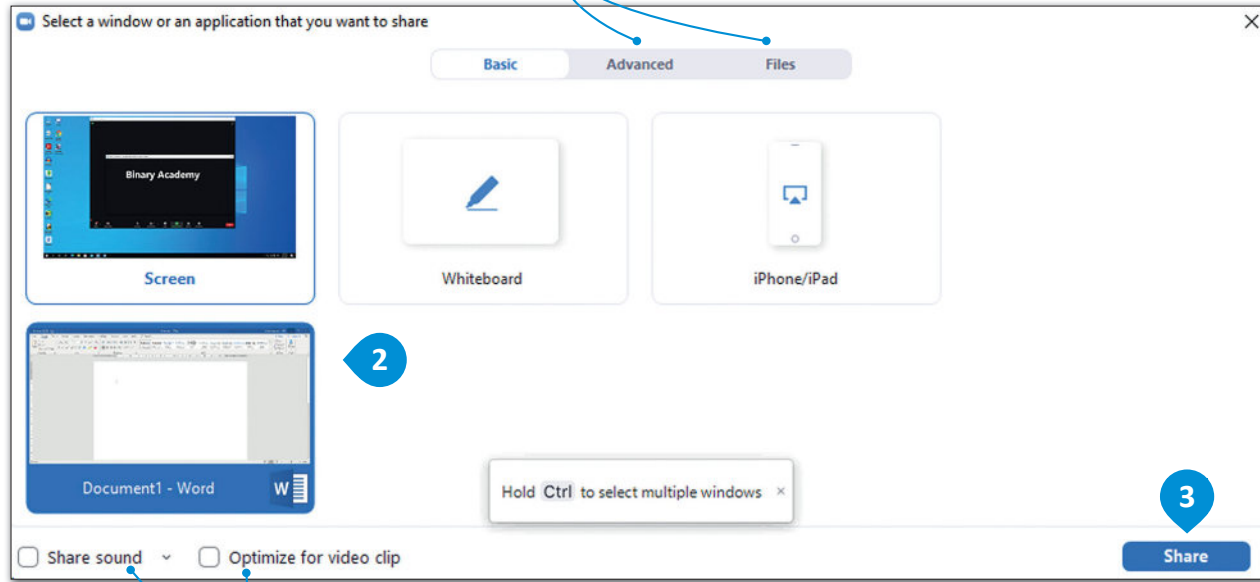 Select a window or an application that you want to share
Basic Advanced Files
Binary Academy
Screen
Whiteboard
iPhone/iPad
2
Document1 - Word
W
Hold Ctrl to select multiple windows
3
Share sound
Optimize for video clip
Share